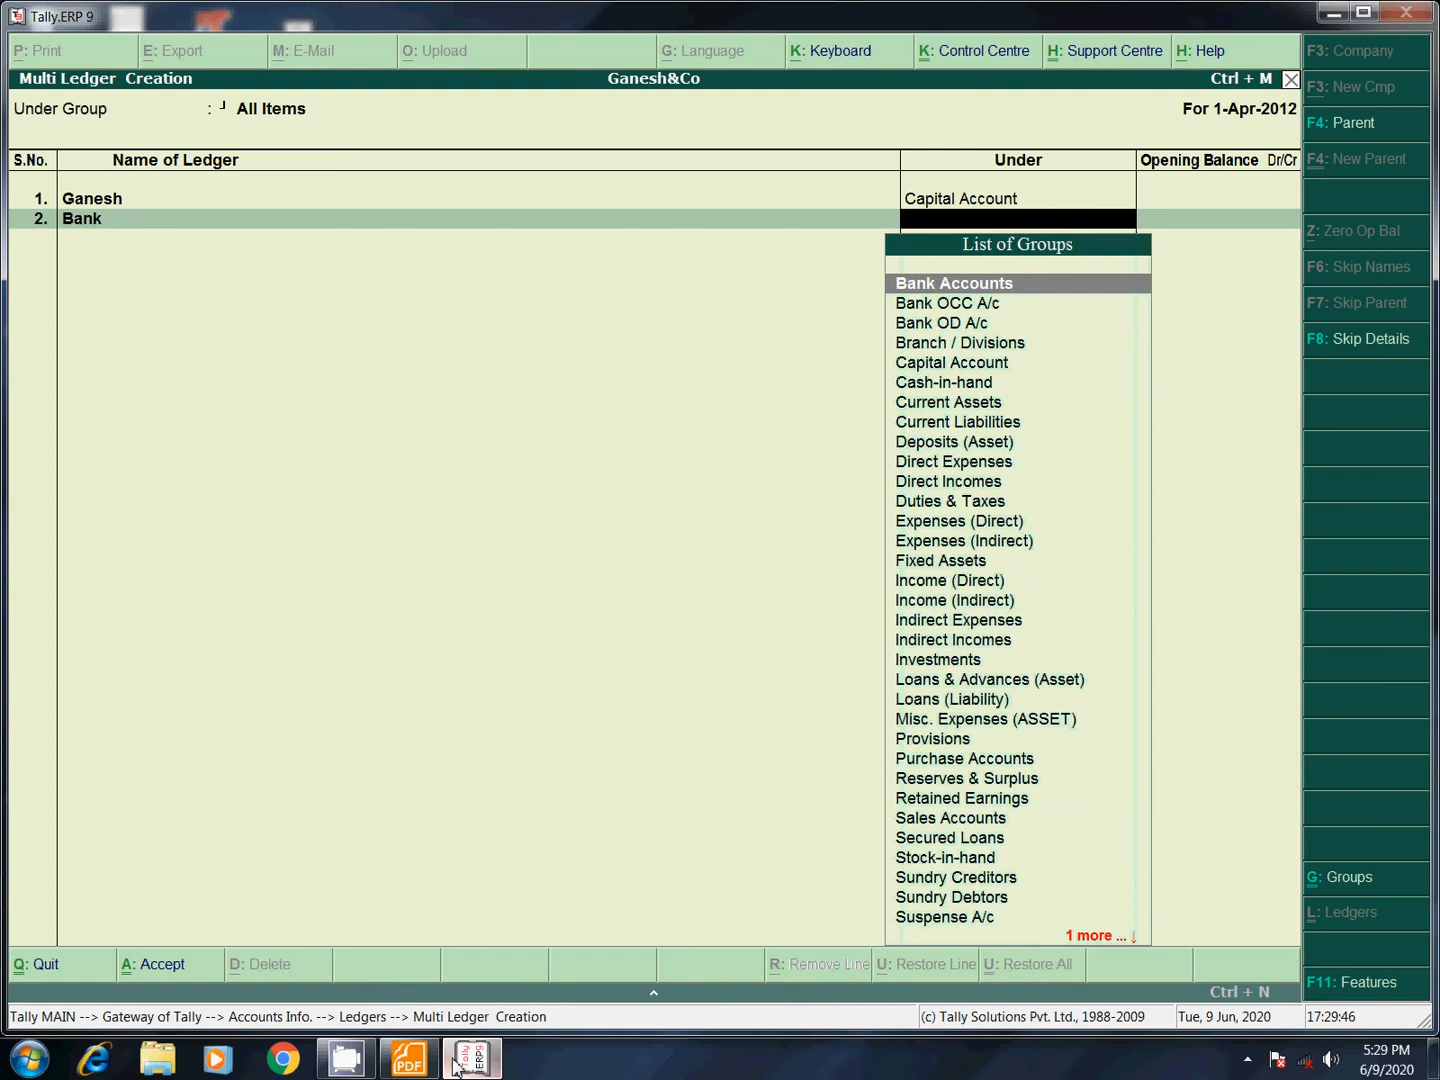 Tally.ERP 9
P: Print
E: Export
M: E-Mail
O: Upload
G: Language
K: Keyboard
K: Control Centre
H: Support Centre
H: Help
Multi Ledger Creation
Ganesh&Co
Ctrl + M
Under Group : ┘ All Items
For 1-Apr-2012
S.No. Name of Ledger Under Opening Balance Dr/Cr
1. Ganesh Capital Account
2. Bank
List of Groups
Bank Accounts
Bank OCC A/c
Bank OD A/c
Branch / Divisions
Capital Account
Cash-in-hand
Current Assets
Current Liabilities
Deposits (Asset)
Direct Expenses
Direct Incomes
Duties & Taxes
Expenses (Direct)
Expenses (Indirect)
Fixed Assets
Income (Direct)
Income (Indirect)
Indirect Expenses
Indirect Incomes
Investments
Loans & Advances (Asset)
Loans (Liability)
Misc. Expenses (ASSET)
Provisions
Purchase Accounts
Reserves & Surplus
Retained Earnings
Sales Accounts
Secured Loans
Stock-in-hand
Sundry Creditors
Sundry Debtors
Suspense A/c
1 more ... ↓
F3: Company
F3: New Cmp
F4: Parent
F4: New Parent
Z: Zero Op Bal
F6: Skip Names
F7: Skip Parent
F8: Skip Details
G: Groups
L: Ledgers
F11: Features
Q: Quit
A: Accept
D: Delete
R: Remove Line
U: Restore Line
U: Restore All
Ctrl + N
Tally MAIN --> Gateway of Tally --> Accounts Info. --> Ledgers --> Multi Ledger Creation
(c) Tally Solutions Pvt. Ltd., 1988-2009
Tue, 9 Jun, 2020
17:29:46
PDF
Tally ERP9
5:29 PM
6/9/2020